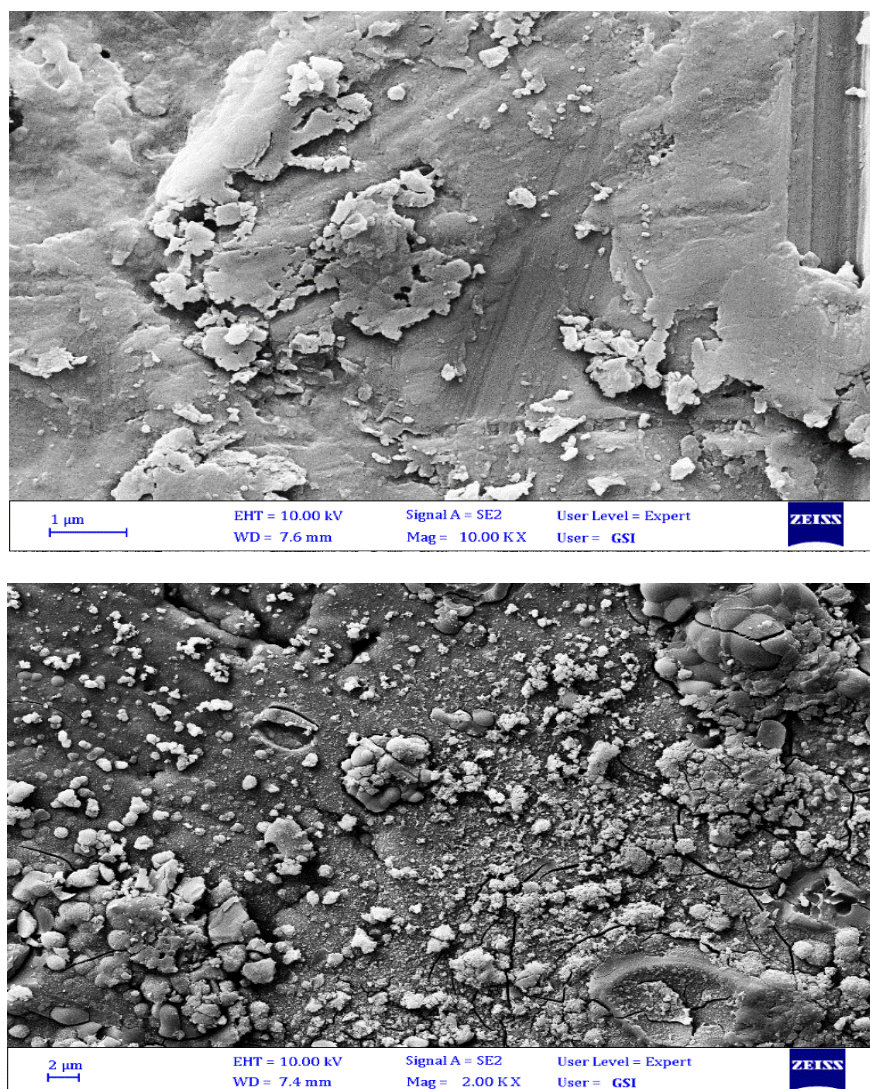 1 µm
EHT = 10.00 kV Signal A = SE2 User Level = Expert
WD = 7.6 mm Mag = 10.00 K X User = GSI
ZEISS
2 µm
EHT = 10.00 kV Signal A = SE2 User Level = Expert
WD = 7.4 mm Mag = 2.00 K X User = GSI
ZEISS